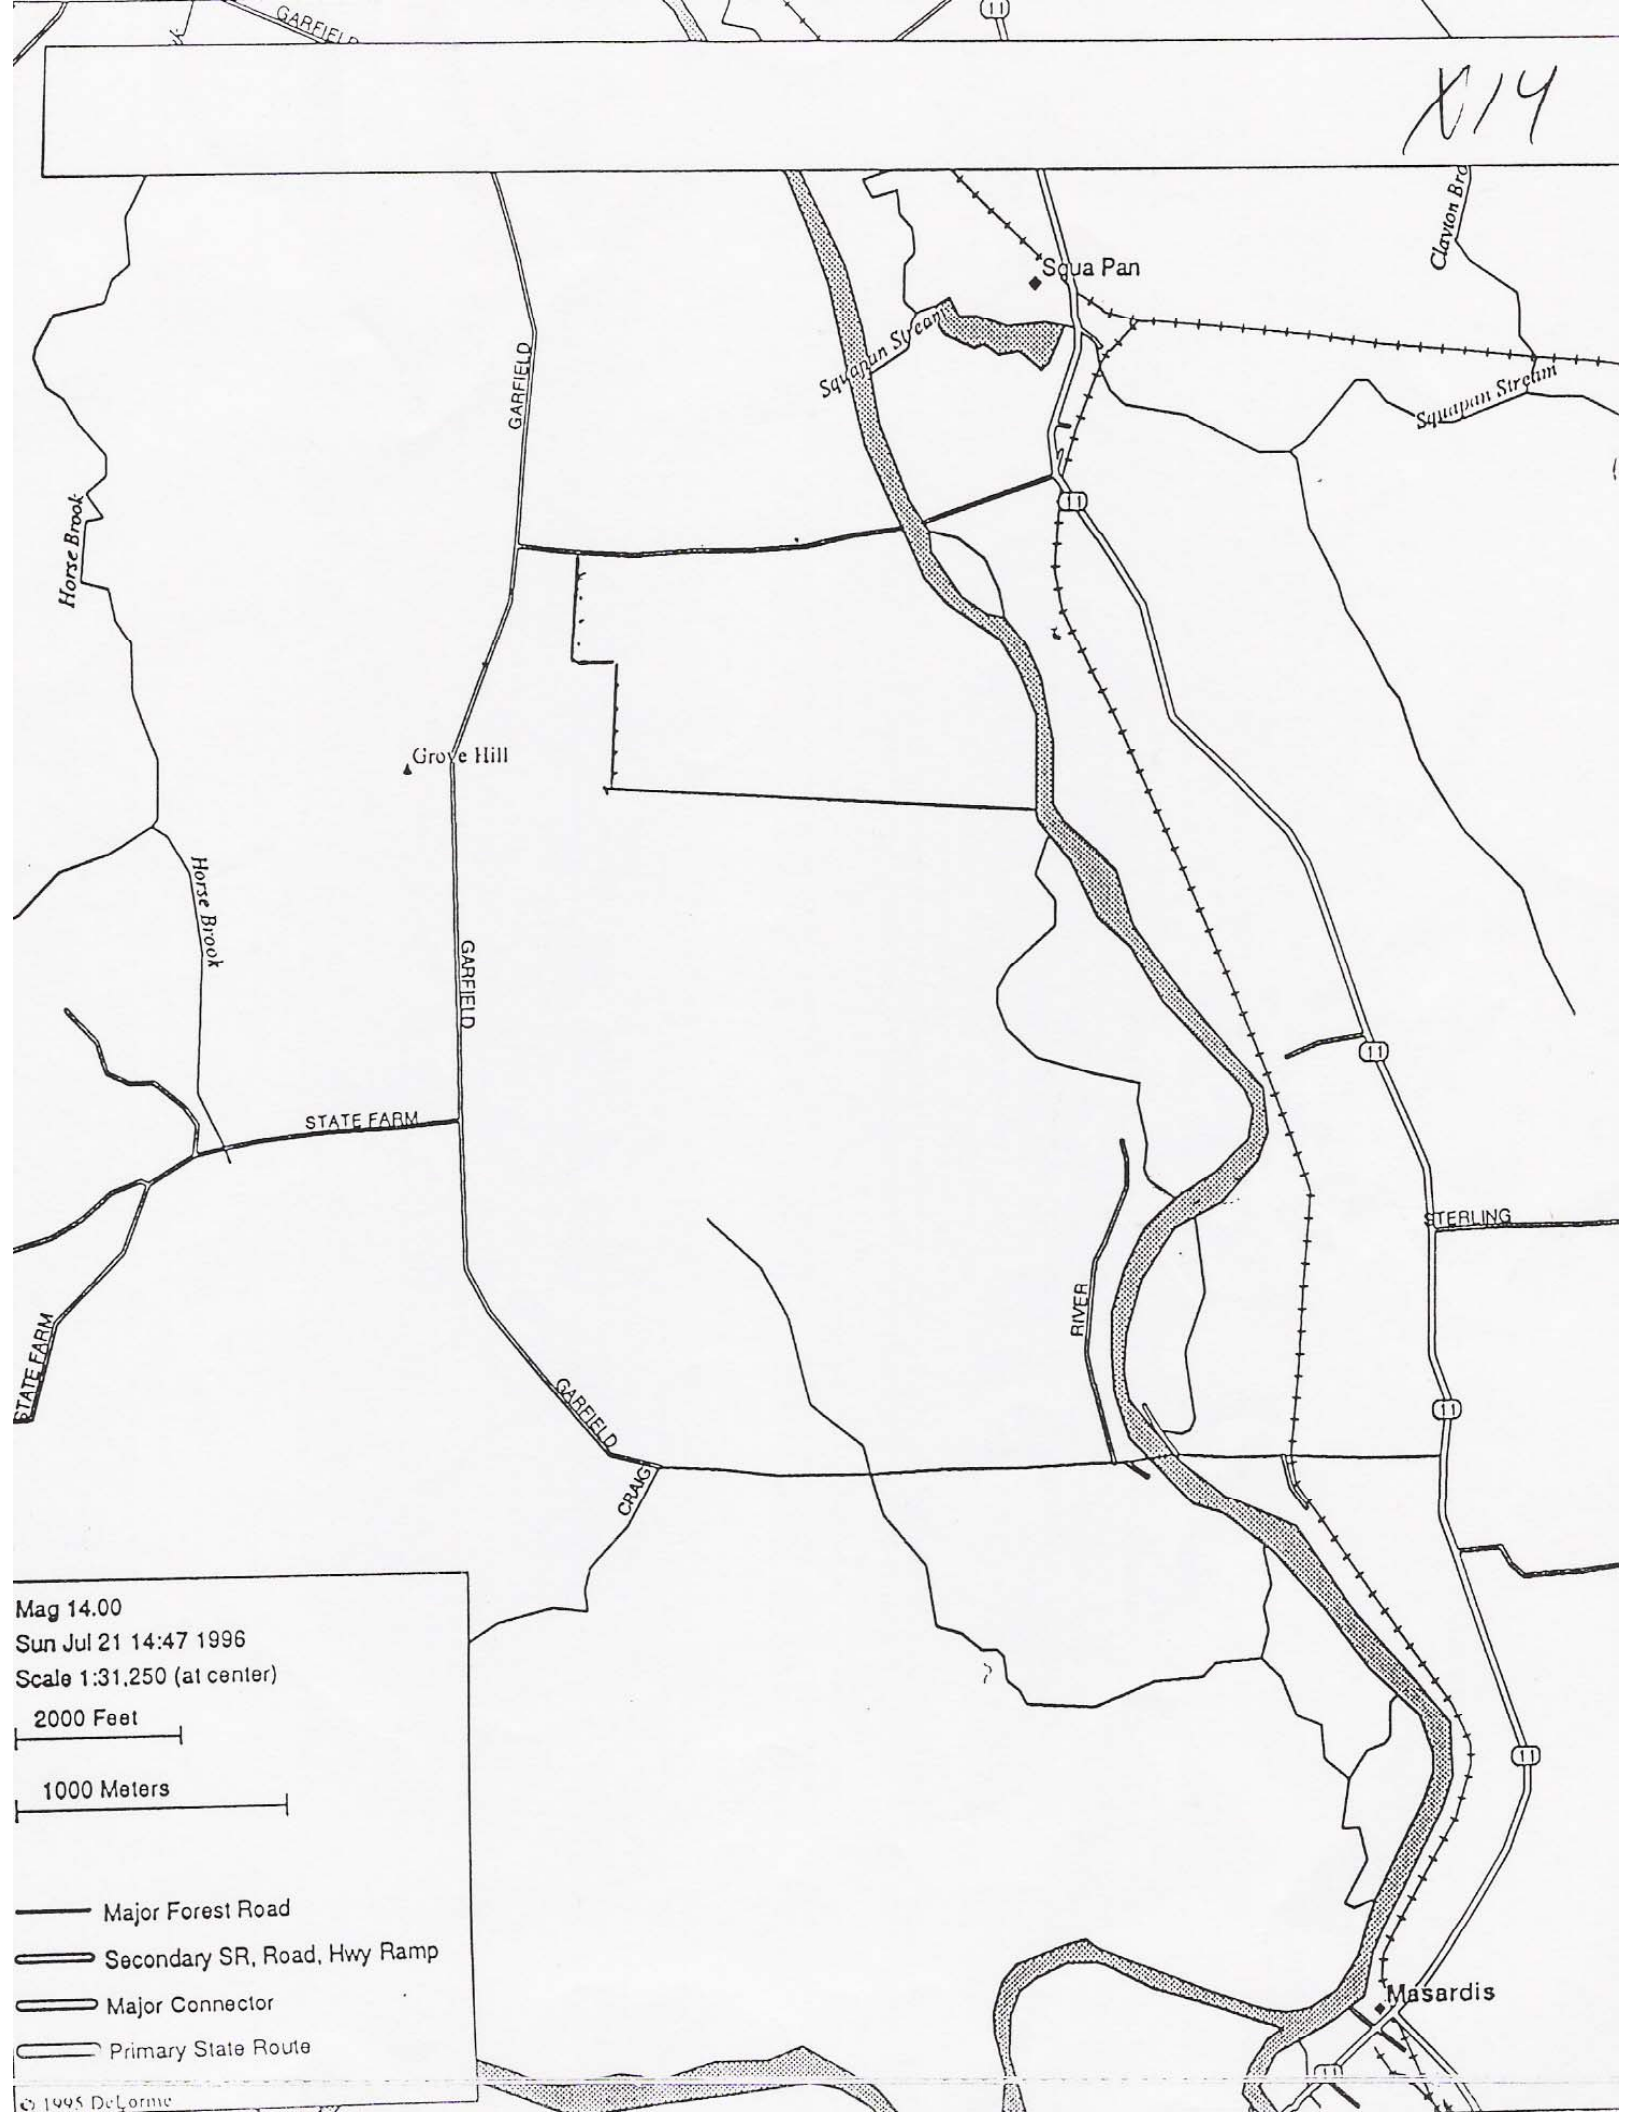 GARFIELD
11
X14
Clayton Bro
Squa Pan
Squapan Stream
GARFIELD
Squapan Stream
11
Horse Brook
Grove Hill
Horse Brook
GARFIELD
11
STATE FARM
STERLING
RIVER
STATE FARM
GARFIELD
11
CRAIG
Mag 14.00
Sun Jul 21 14:47 1996
Scale 1:31,250 (at center)
2000 Feet
1000 Meters
11
Major Forest Road
Secondary SR, Road, Hwy Ramp
Major Connector
Primary State Route
Masardis
11
© 1995 DeLorme